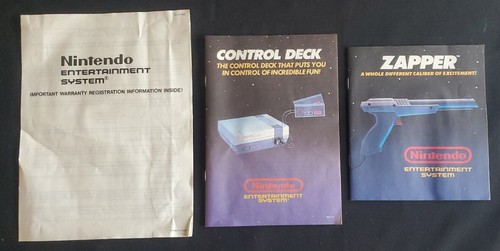 Nintendo
ENTERTAINMENT
SYSTEM®
IMPORTANT WARRANTY REGISTRATION INFORMATION INSIDE!
CONTROL DECK
THE CONTROL DECK THAT PUTS YOU
IN CONTROL OF INCREDIBLE FUN!
Nintendo
ENTERTAINMENT
SYSTEM
ZAPPER™
A WHOLE DIFFERENT CALIBER OF EXCITEMENT!
Nintendo
ENTERTAINMENT
SYSTEM